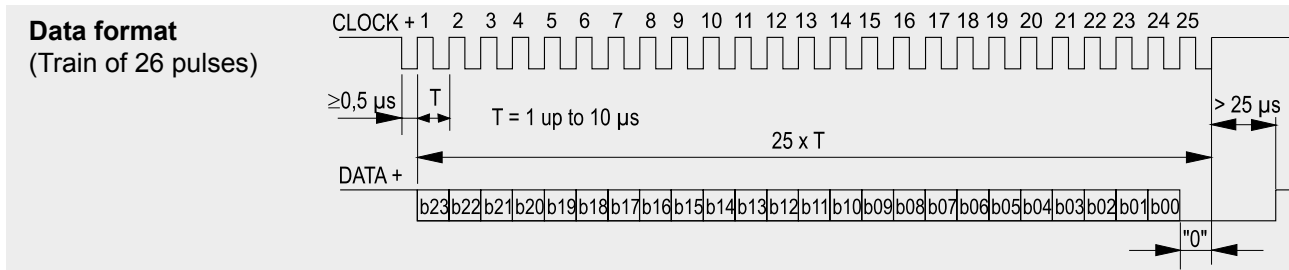 Data format
(Train of 26 pulses)
CLOCK + 1 2 3 4 5 6 7 8 9 10 11 12 13 14 15 16 17 18 19 20 21 22 23 24 25
≥0,5 µs T T = 1 up to 10 µs > 25 µs
25 x T
DATA +
b23 b22 b21 b20 b19 b18 b17 b16 b15 b14 b13 b12 b11 b10 b09 b08 b07 b06 b05 b04 b03 b02 b01 b00
"0"